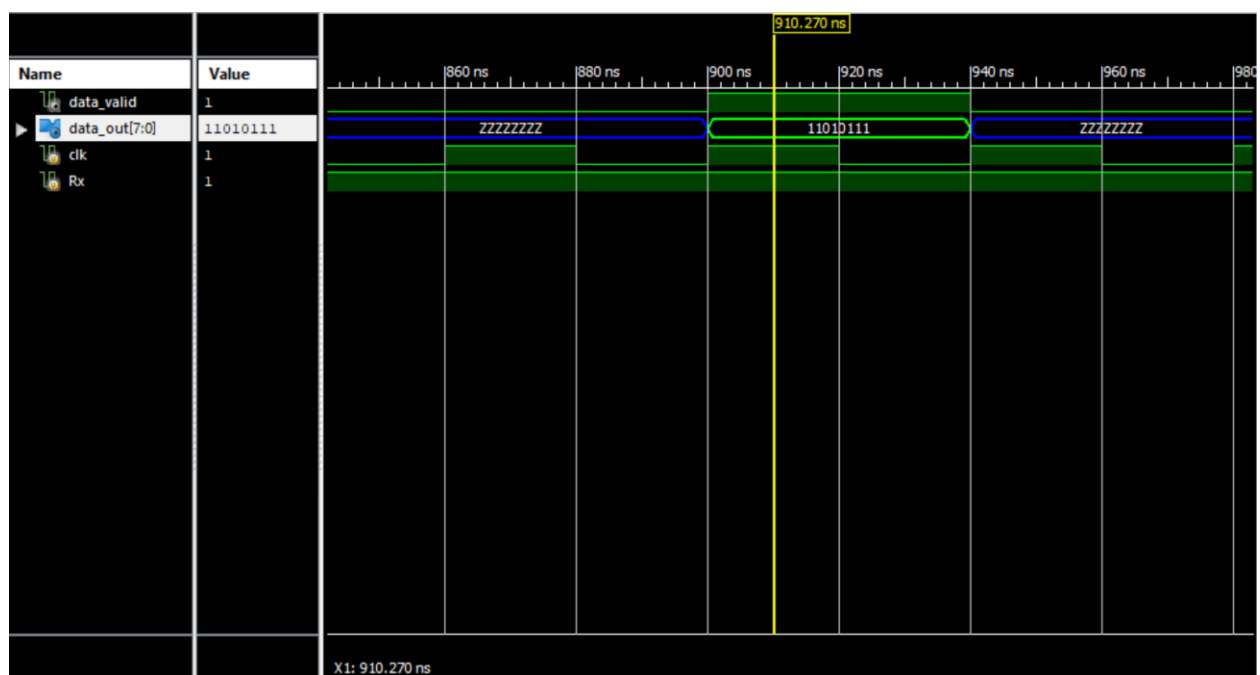 910.270 ns
Name Value 860 ns 880 ns 900 ns 920 ns 940 ns 960 ns 980
data_valid 1
data_out[7:0] 11010111 ZZZZZZZZ 11010111 ZZZZZZZZ
clk 1
Rx 1
X1: 910.270 ns